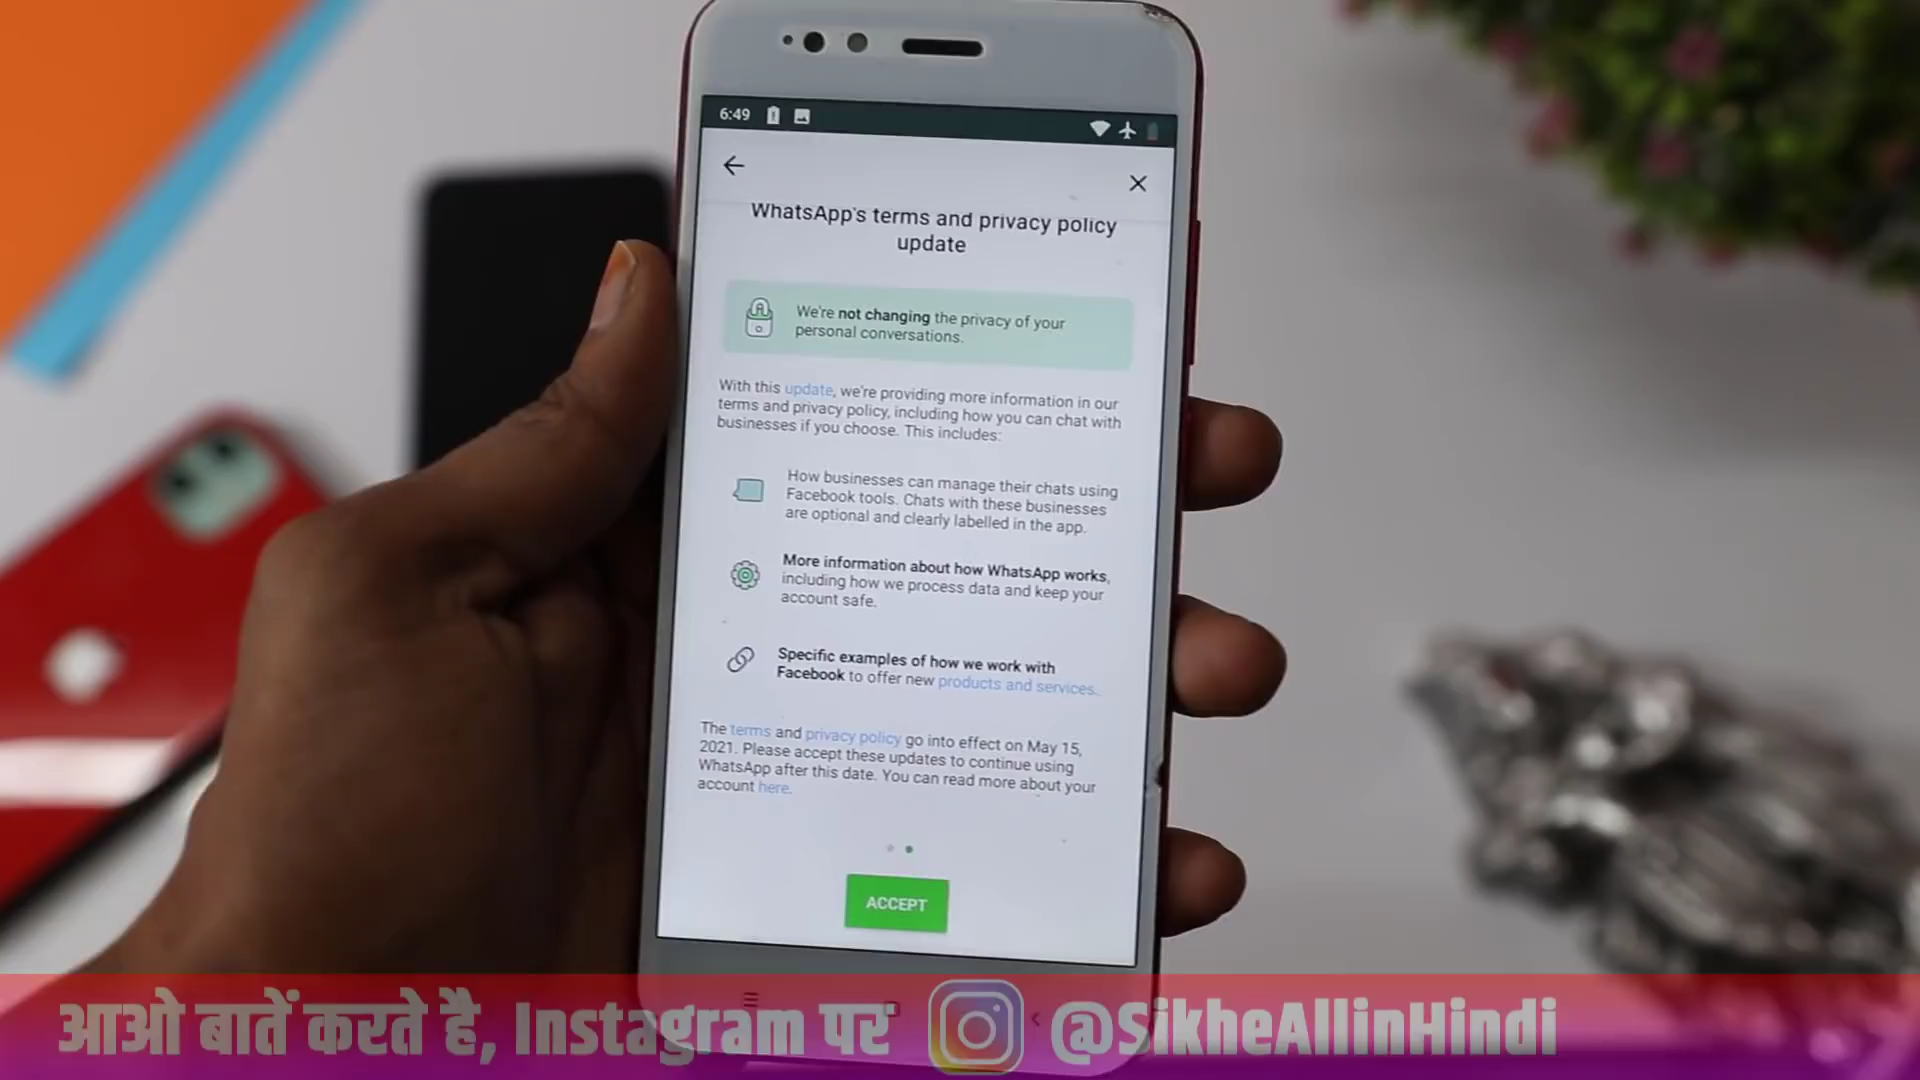 6:49
WhatsApp's terms and privacy policy
update
We're not changing the privacy of your
personal conversations.
With this update, we're providing more information in our
terms and privacy policy, including how you can chat with
businesses if you choose. This includes:
How businesses can manage their chats using
Facebook tools. Chats with these businesses
are optional and clearly labelled in the app.
More information about how WhatsApp works,
including how we process data and keep your
account safe.
Specific examples of how we work with
Facebook to offer new products and services.
The terms and privacy policy go into effect on May 15,
2021. Please accept these updates to continue using
WhatsApp after this date. You can read more about your
account here.
ACCEPT
आओ बातें करते है, Instagram पर @SikheAllinHindi